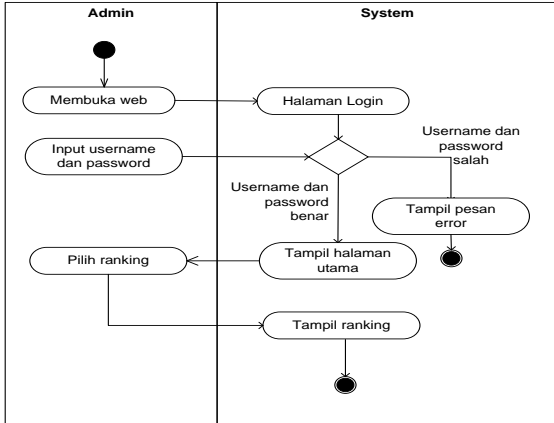 Admin
System
Membuka web
Halaman Login
Input username
dan password
Username dan
password
salah
Username dan
password
benar
Tampil pesan
error
Pilih ranking
Tampil halaman
utama
Tampil ranking